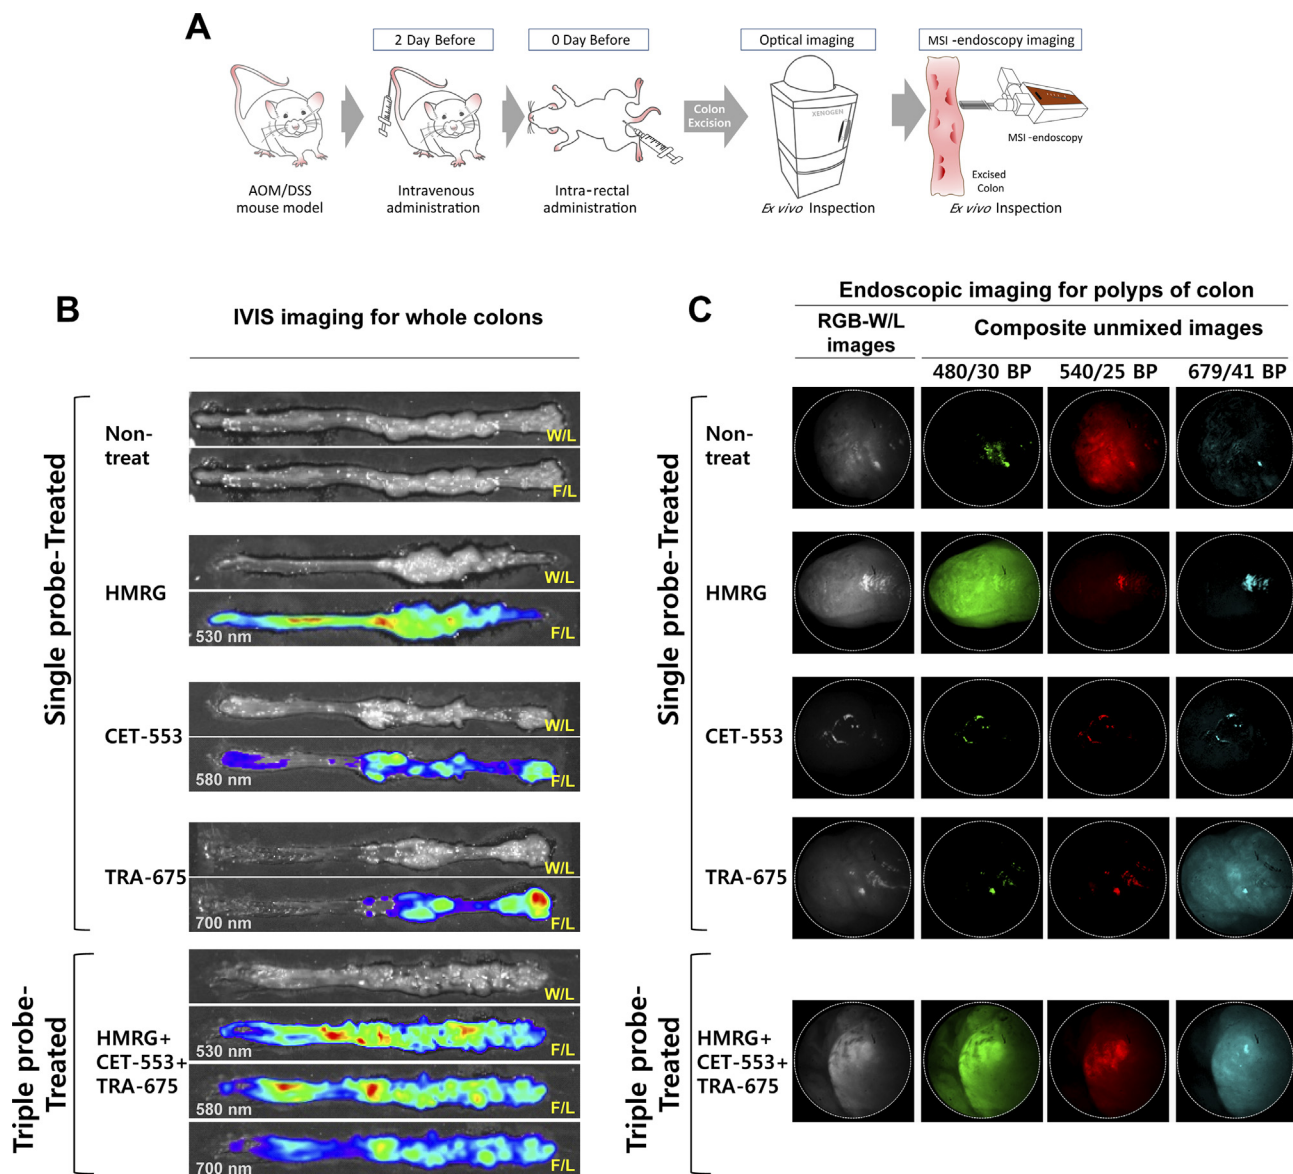 A
2 Day Before
0 Day Before
Optical imaging
MSI -endoscopy imaging
Colon
Excision
XENOGEN
MSI -endoscopy
Excised
Colon
AOM/DSS
mouse model
Intravenous
administration
Intra-rectal
administration
Ex vivo Inspection
Ex vivo Inspection
B
IVIS imaging for whole colons
Single probe-Treated
Non-
treat
W/L
F/L
HMRG
W/L
530 nm
F/L
CET-553
W/L
580 nm
F/L
TRA-675
W/L
700 nm
F/L
Triple probe-
Treated
HMRG+
CET-553+
TRA-675
W/L
530 nm
F/L
580 nm
F/L
700 nm
F/L
C
Endoscopic imaging for polyps of colon
RGB-W/L
images
Composite unmixed images
480/30 BP
540/25 BP
679/41 BP
Single probe-Treated
Non-
treat
HMRG
CET-553
TRA-675
Triple probe-
Treated
HMRG+
CET-553+
TRA-675